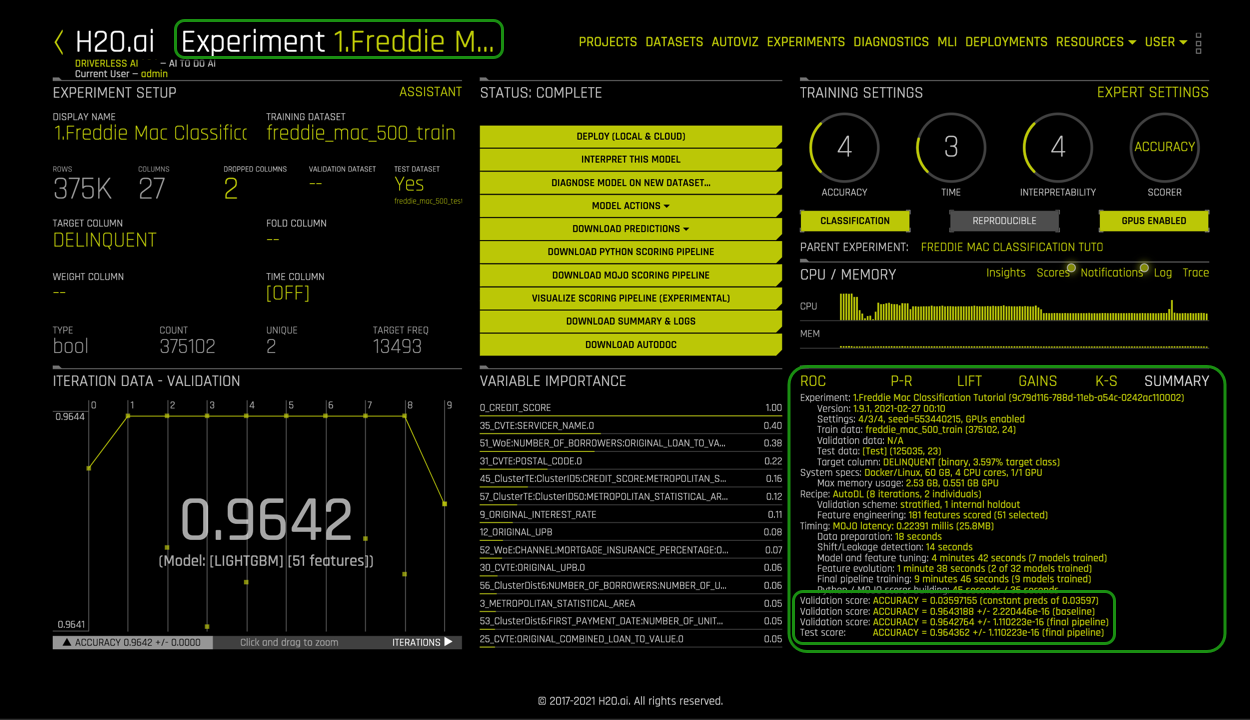 H2O.ai Experiment 1.Freddie M...
DRIVERLESS AI — AI TO DO AI
Current User — admin
PROJECTS DATASETS AUTOVIZ EXPERIMENTS DIAGNOSTICS MLI DEPLOYMENTS RESOURCES USER
EXPERIMENT SETUP ASSISTANT
DISPLAY NAME TRAINING DATASET
1.Freddie Mac Classific freddie_mac_500_train
ROWS COLUMNS DROPPED COLUMNS VALIDATION DATASET TEST DATASET
375K 27 2 -- Yes
freddie_mac_500_test
TARGET COLUMN FOLD COLUMN
DELINQUENT --
WEIGHT COLUMN TIME COLUMN
-- [OFF]
TYPE COUNT UNIQUE TARGET FREQ
bool 375102 2 13493
STATUS: COMPLETE
DEPLOY (LOCAL & CLOUD)
INTERPRET THIS MODEL
DIAGNOSE MODEL ON NEW DATASET...
MODEL ACTIONS
DOWNLOAD PREDICTIONS
DOWNLOAD PYTHON SCORING PIPELINE
DOWNLOAD MOJO SCORING PIPELINE
VISUALIZE SCORING PIPELINE (EXPERIMENTAL)
DOWNLOAD SUMMARY & LOGS
DOWNLOAD AUTODOC
TRAINING SETTINGS EXPERT SETTINGS
4 3 4 ACCURACY
ACCURACY TIME INTERPRETABILITY SCORER
CLASSIFICATION REPRODUCIBLE GPUS ENABLED
PARENT EXPERIMENT: FREDDIE MAC CLASSIFICATION TUTO
CPU / MEMORY Insights Scores Notifications Log Trace
CPU
MEM
ITERATION DATA - VALIDATION
0 1 2 3 4 5 6 7 8 9
0.9644
0.9642
(Model: [LIGHTGBM] [51 features])
0.9641
▲ ACCURACY 0.9642 +/- 0.0000 Click and drag to zoom ITERATIONS ▶
VARIABLE IMPORTANCE
0_CREDIT_SCORE 1.00
35_CVTE:SERVICER_NAME.0 0.40
51_WoE:NUMBER_OF_BORROWERS:ORIGINAL_LOAN_TO_VA... 0.38
31_CVTE:POSTAL_CODE.0 0.22
45_ClusterTE:ClusterID5:CREDIT_SCORE:METROPOLITAN_S... 0.16
57_ClusterTE:ClusterID50:METROPOLITAN_STATISTICAL_AR... 0.12
9_ORIGINAL_INTEREST_RATE 0.11
12_ORIGINAL_UPB 0.08
52_WoE:CHANNEL:MORTGAGE_INSURANCE_PERCENTAGE:O... 0.07
30_CVTE:ORIGINAL_UPB.0 0.06
56_ClusterDist6:NUMBER_OF_BORROWERS:NUMBER_OF_U... 0.06
3_METROPOLITAN_STATISTICAL_AREA 0.05
53_ClusterDist6:FIRST_PAYMENT_DATE:NUMBER_OF_UNIT... 0.05
25_CVTE:ORIGINAL_COMBINED_LOAN_TO_VALUE.0 0.05
ROC P-R LIFT GAINS K-S SUMMARY
Experiment: 1.Freddie Mac Classification Tutorial (9c79d116-788d-11eb-a54c-0242ac110002)
Version: 1.9.1, 2021-02-27 00:10
Settings: 4/3/4, seed=553440215, GPUs enabled
Train data: freddie_mac_500_train (375102, 24)
Validation data: N/A
Test data: [Test] (125035, 23)
Target column: DELINQUENT (binary, 3.597% target class)
System specs: Docker/Linux, 60 GB, 4 CPU cores, 1/1 GPU
Max memory usage: 2.53 GB, 0.551 GB GPU
Recipe: AutoDL (8 iterations, 2 individuals)
Validation scheme: stratified, 1 internal holdout
Feature engineering: 181 features scored (51 selected)
Timing: MOJO latency: 0.22391 millis (25.8MB)
Data preparation: 18 seconds
Shift/Leakage detection: 14 seconds
Model and feature tuning: 4 minutes 42 seconds (7 models trained)
Feature evolution: 1 minute 38 seconds (2 of 32 models trained)
Final pipeline training: 9 minutes 46 seconds (9 models trained)
Python / MOJO scorer building: 45 seconds / 26 seconds
Validation score: ACCURACY = 0.03597155 (constant preds of 0.03597)
Validation score: ACCURACY = 0.9643188 +/- 2.220446e-16 (baseline)
Validation score: ACCURACY = 0.9642764 +/- 1.110223e-16 (final pipeline)
Test score: ACCURACY = 0.964362 +/- 1.110223e-16 (final pipeline)
© 2017-2021 H2O.ai. All rights reserved.